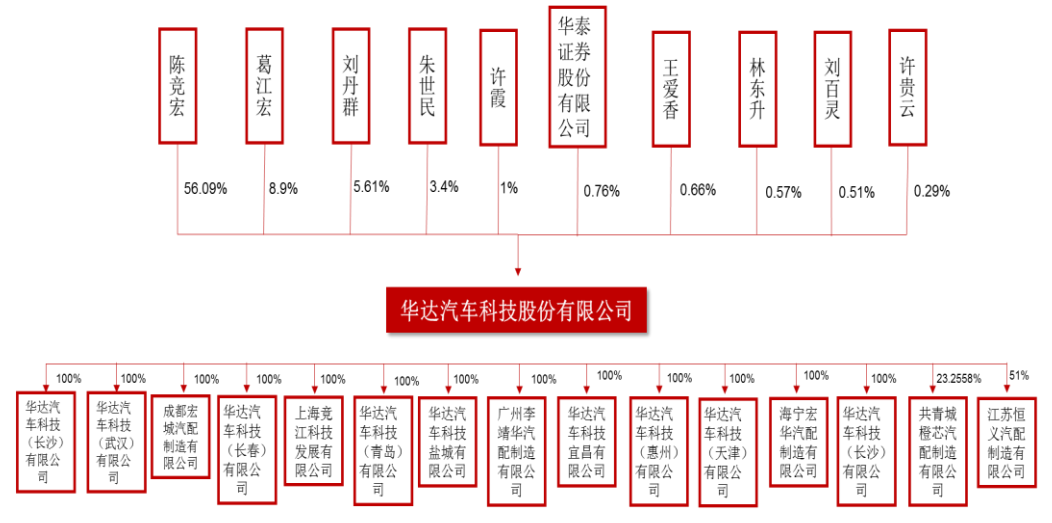 陈竞宏
葛江宏
刘丹群
朱世民
许霞
华泰
证券
股份
有限
公司
王爱香
林东升
刘百灵
许贵云
56.09%
8.9%
5.61%
3.4%
1%
0.76%
0.66%
0.57%
0.51%
0.29%
华达汽车科技股份有限公司
100%
100%
100%
100%
100%
100%
100%
100%
100%
100%
100%
100%
100%
23.2558%
51%
华达汽
车科技
（长沙）
有限公
司
华达汽
车科技
（武汉）
有限公
司
成都宏
城汽配
制造有
限公司
华达汽
车科技
（长春）
有限公
司
上海竞
江科技
发展有
限公司
华达汽
车科技
（青岛）
有限公
司
华达汽
车科技
盐城有
限公司
广州李
靖华汽
配制造
有限公
司
华达汽
车科技
宜昌有
限公司
华达汽
车科技
（惠州）
有限公
司
华达汽
车科技
（天津）
有限公
司
海宁宏
华汽配
制造有
限公司
华达汽
车科技
（长沙）
有限公
司
共青城
橙芯汽
配制造
有限公
司
江苏恒
义汽配
制造有
限公司